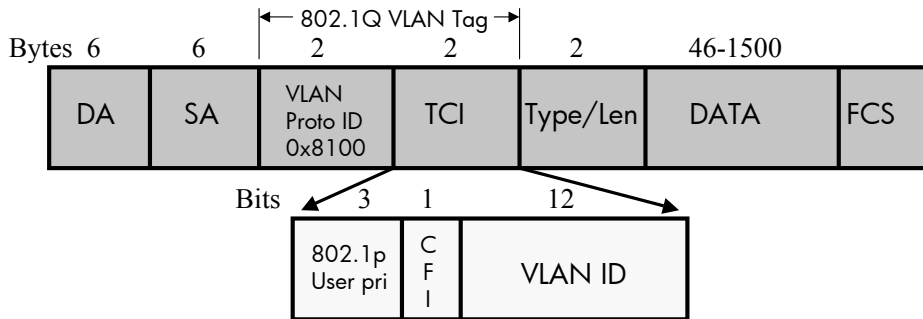 802.1Q VLAN Tag
Bytes 6 6 2 2 2 46-1500
DA
SA
VLAN
Proto ID
0x8100
TCI
Type/Len
DATA
FCS
Bits 3 1 12
802.1p
User pri
C
F
I
VLAN ID